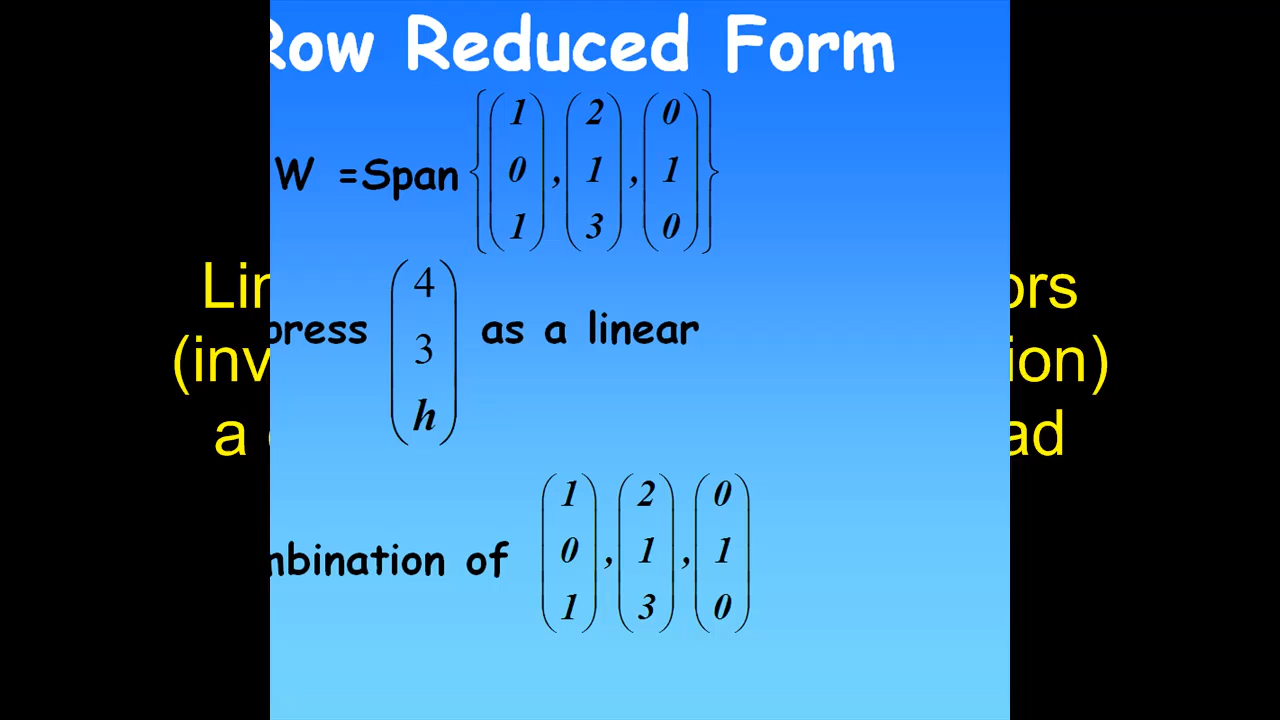 Row Reduced Form
W =Span {(1 0 1), (2 1 3), (0 1 0)}
press (4 3 h) as a linear
mbination of (1 0 1), (2 1 3), (0 1 0)
Lin ors
(inv ion)
a ad